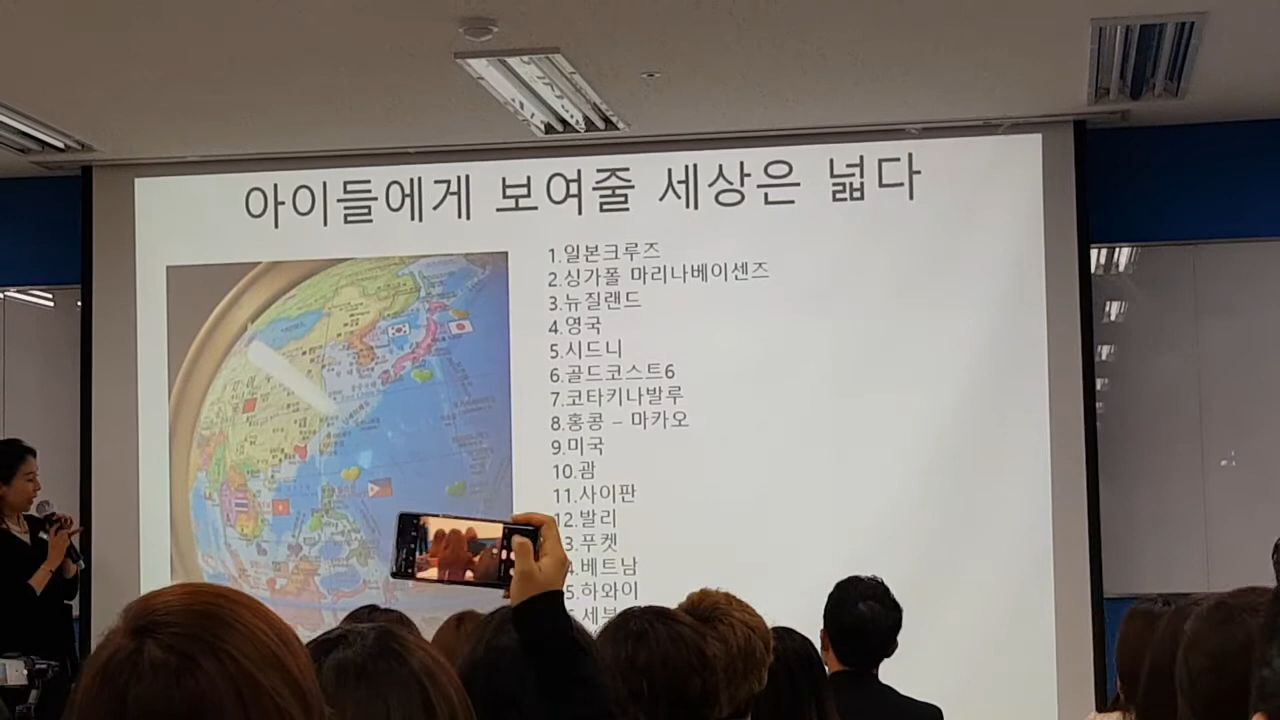 아이들에게 보여줄 세상은 넓다
1.일본크루즈
2.싱가폴 마리나베이센즈
3.뉴질랜드
4.영국
5.시드니
6.골드코스트6
7.코타키나발루
8.홍콩 – 마카오
9.미국
10.괌
11.사이판
12.발리
3.푸켓
4.베트남
5.하와이
세부